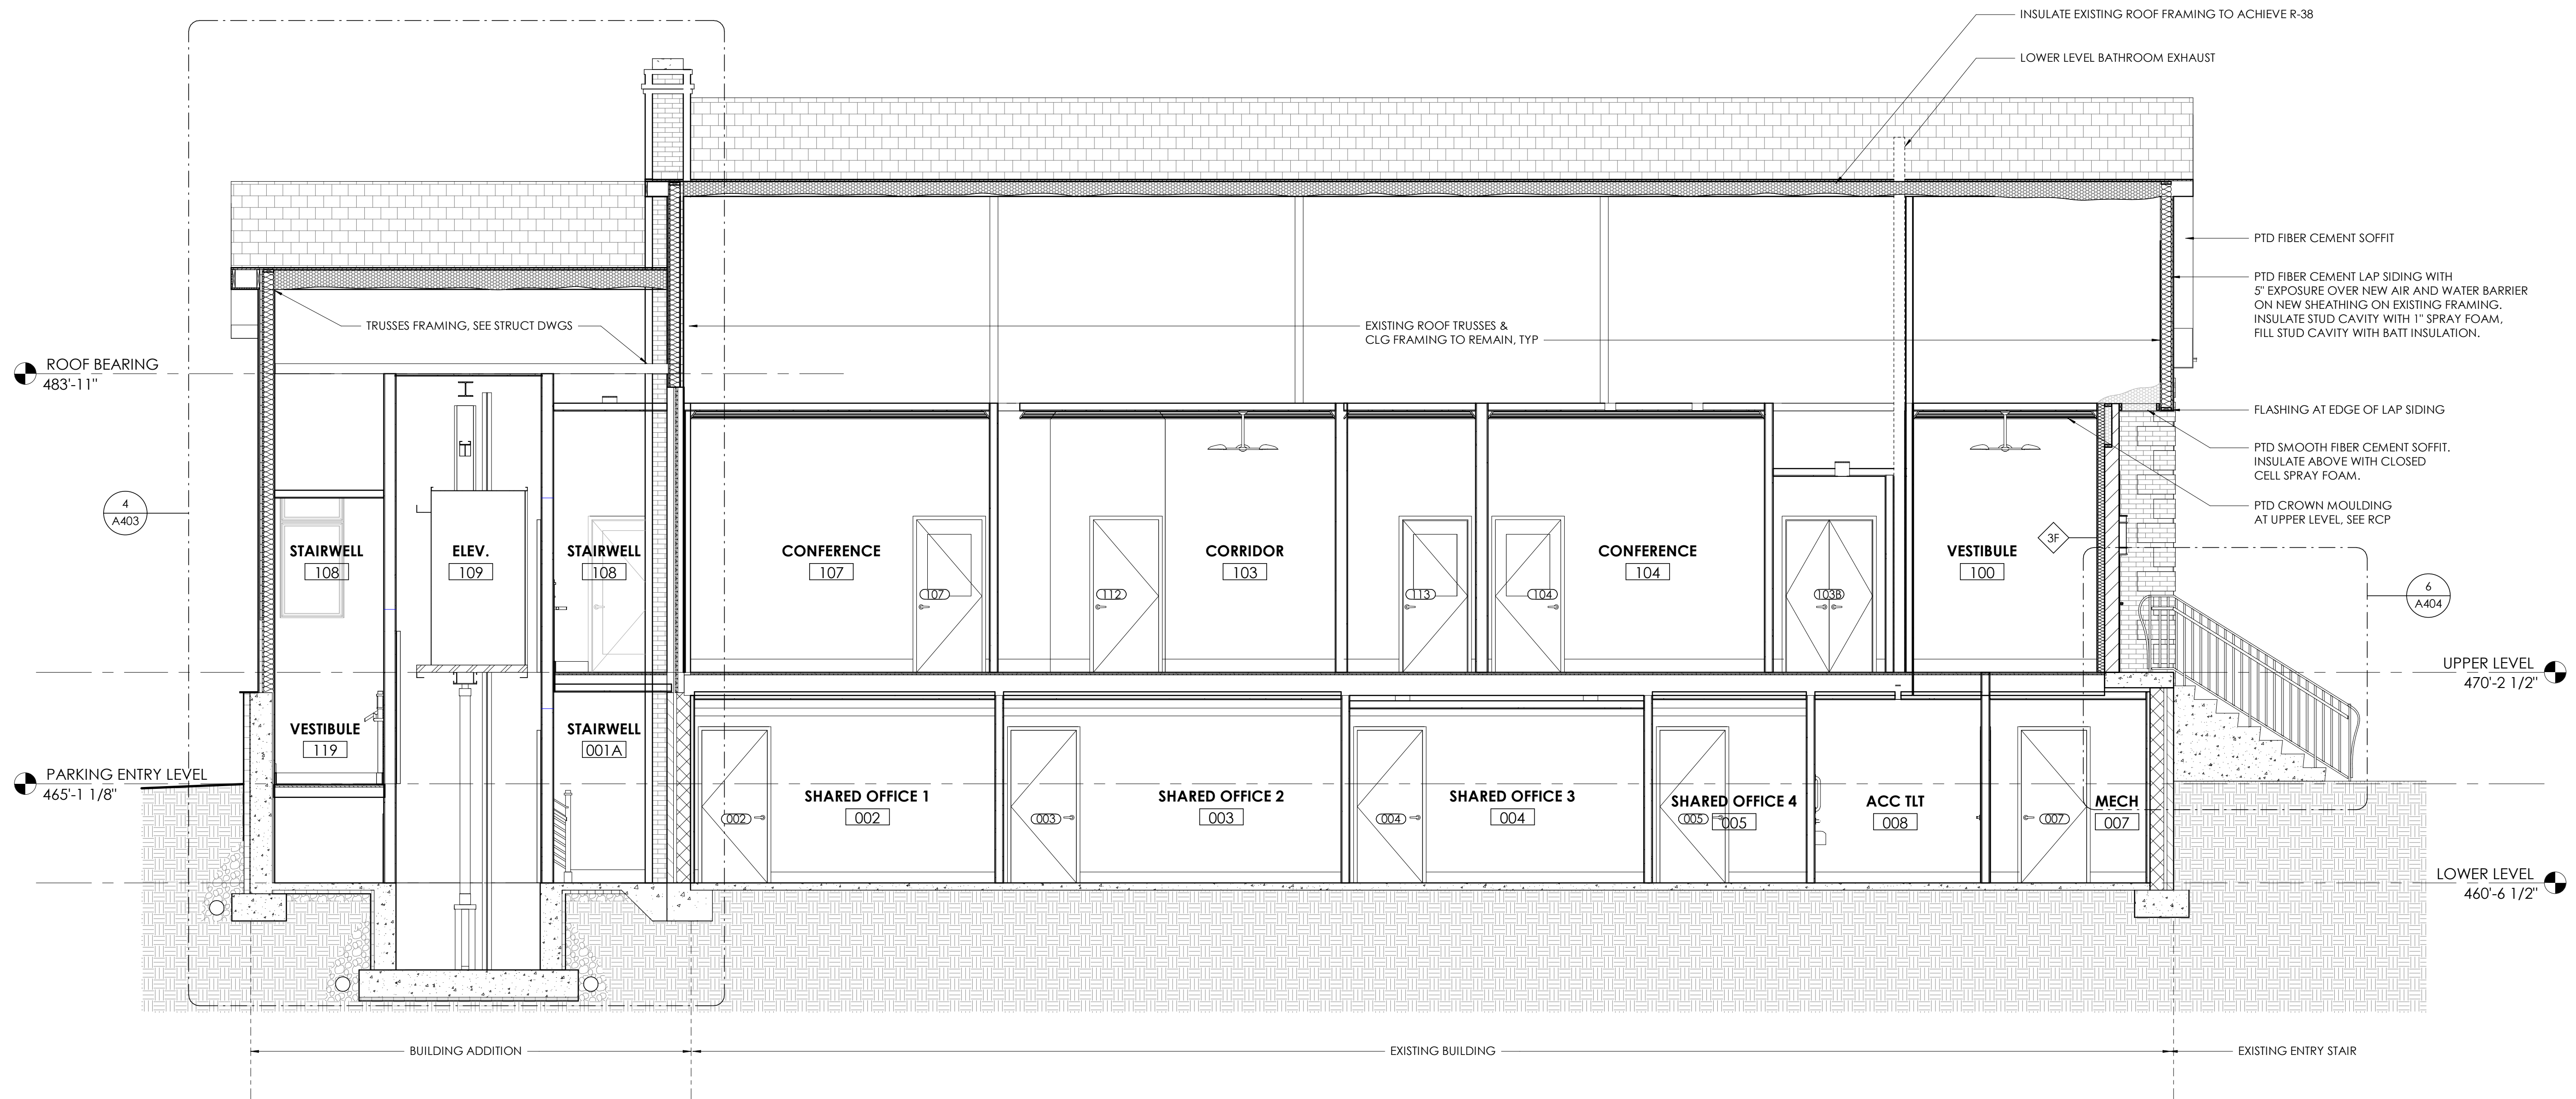 INSULATE EXISTING ROOF FRAMING TO ACHIEVE R-38
LOWER LEVEL BATHROOM EXHAUST
PTD FIBER CEMENT SOFFIT
PTD FIBER CEMENT LAP SIDING WITH
5" EXPOSURE OVER NEW AIR AND WATER BARRIER
ON NEW SHEATHING ON EXISTING FRAMING.
INSULATE STUD CAVITY WITH 1" SPRAY FOAM,
FILL STUD CAVITY WITH BATT INSULATION.
TRUSSES FRAMING, SEE STRUCT DWGS
EXISTING ROOF TRUSSES &
CLG FRAMING TO REMAIN, TYP
ROOF BEARING
483'-11"
FLASHING AT EDGE OF LAP SIDING
PTD SMOOTH FIBER CEMENT SOFFIT.
INSULATE ABOVE WITH CLOSED
CELL SPRAY FOAM.
PTD CROWN MOULDING
AT UPPER LEVEL, SEE RCP
4
A403
3F
STAIRWELL
108
ELEV.
109
STAIRWELL
108
CONFERENCE
107
CORRIDOR
103
CONFERENCE
104
VESTIBULE
100
107
112
113
104
103B
6
A404
UPPER LEVEL
470'-2 1/2"
VESTIBULE
119
STAIRWELL
001A
PARKING ENTRY LEVEL
465'-1 1/8"
SHARED OFFICE 1
002
SHARED OFFICE 2
003
SHARED OFFICE 3
004
SHARED OFFICE 4
005
ACC TLT
008
MECH
007
002
003
004
005
007
LOWER LEVEL
460'-6 1/2"
BUILDING ADDITION
EXISTING BUILDING
EXISTING ENTRY STAIR